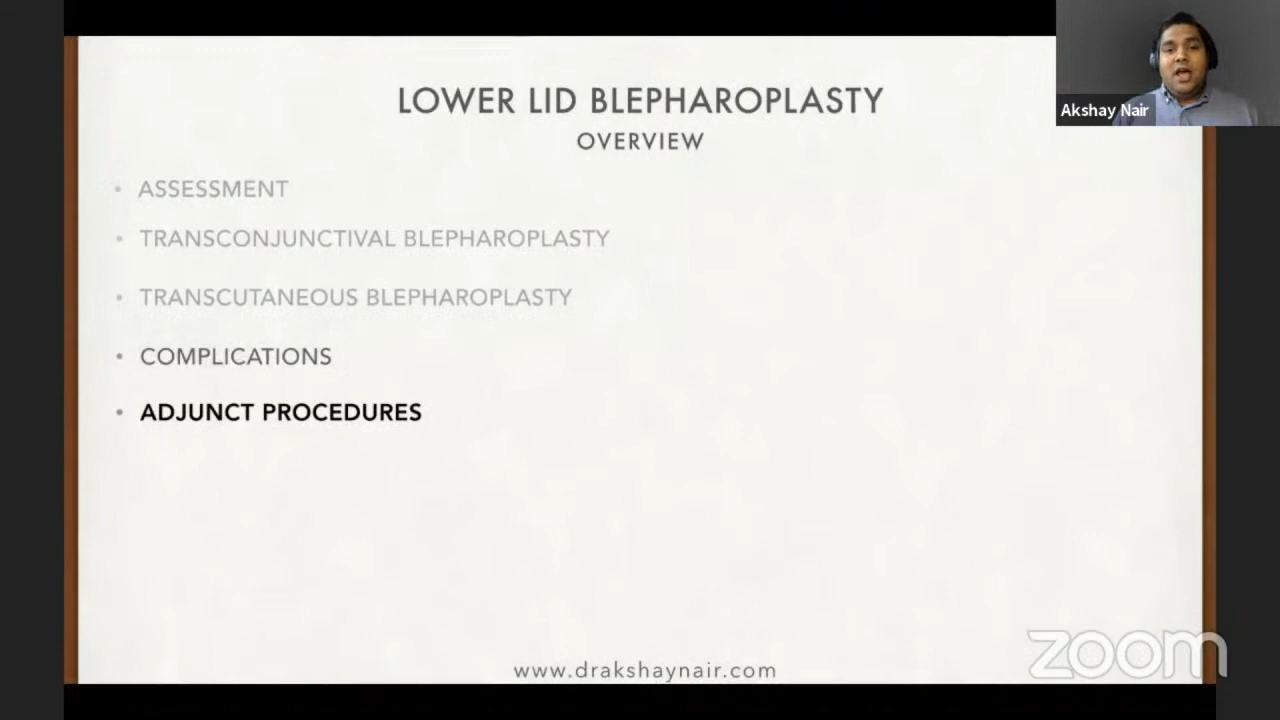 LOWER LID BLEPHAROPLASTY
OVERVIEW
Akshay Nair
• ASSESSMENT
• TRANSCONJUNCTIVAL BLEPHAROPLASTY
• TRANSCUTANEOUS BLEPHAROPLASTY
• COMPLICATIONS
• ADJUNCT PROCEDURES
www.drakshaynair.com
zoom